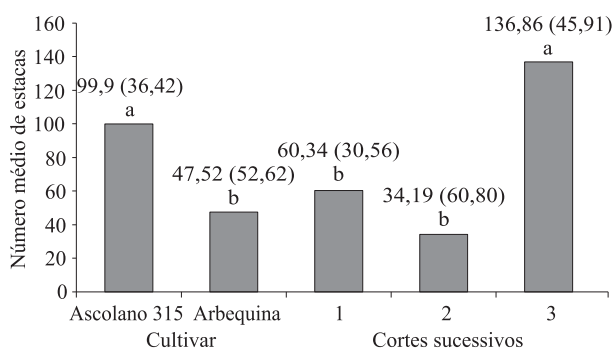 Número médio de estacas
160
140
120
100
80
60
40
20
0
99,9 (36,42)
a
47,52 (52,62)
b
60,34 (30,56)
b
34,19 (60,80)
b
136,86 (45,91)
a
Ascolano 315 Arbequina 1 2 3
Cultivar Cortes sucessivos